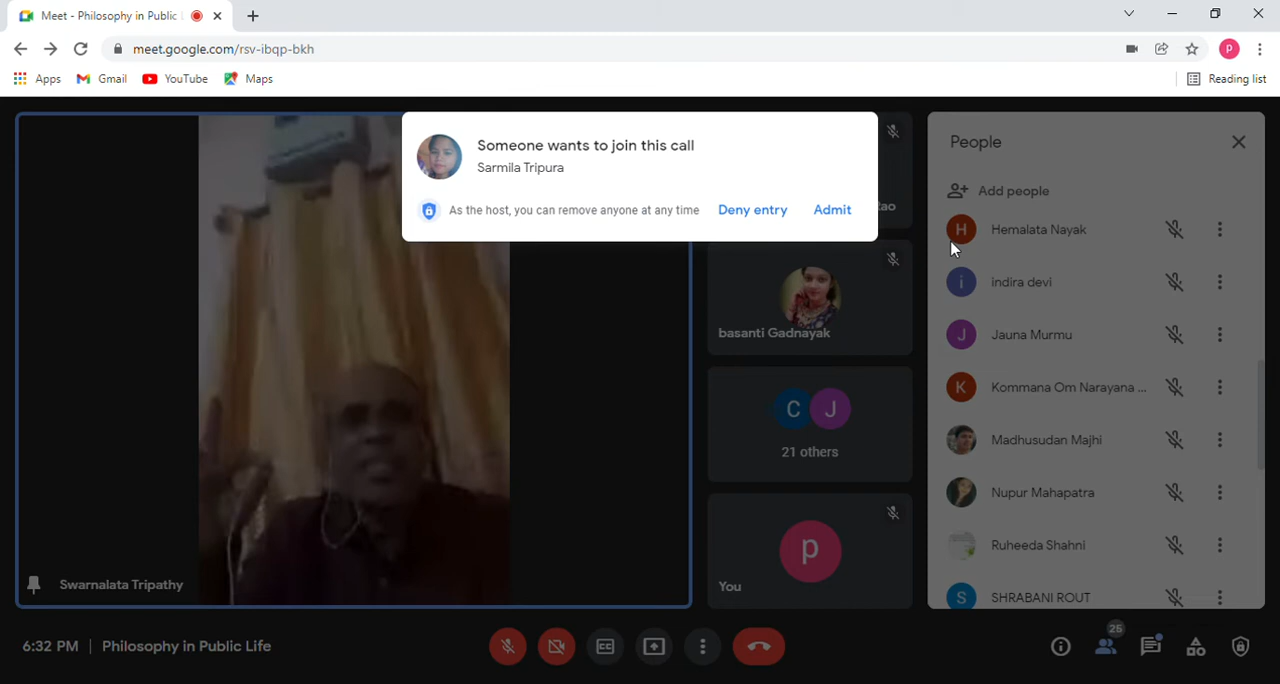 Meet - Philosophy in Public
meet.google.com/rsv-ibqp-bkh
P
Apps
Gmail
YouTube
Maps
Reading list
Someone wants to join this call
Sarmila Tripura
As the host, you can remove anyone at any time
Deny entry
Admit
ao
basanti Gadnayak
C
J
21 others
p
You
Swarnalata Tripathy
People
Add people
H
Hemalata Nayak
i
indira devi
J
Jauna Murmu
K
Kommana Om Narayana ...
Madhusudan Majhi
Nupur Mahapatra
Ruheeda Shahni
S
SHRABANI ROUT
6:32 PM | Philosophy in Public Life
CC
25